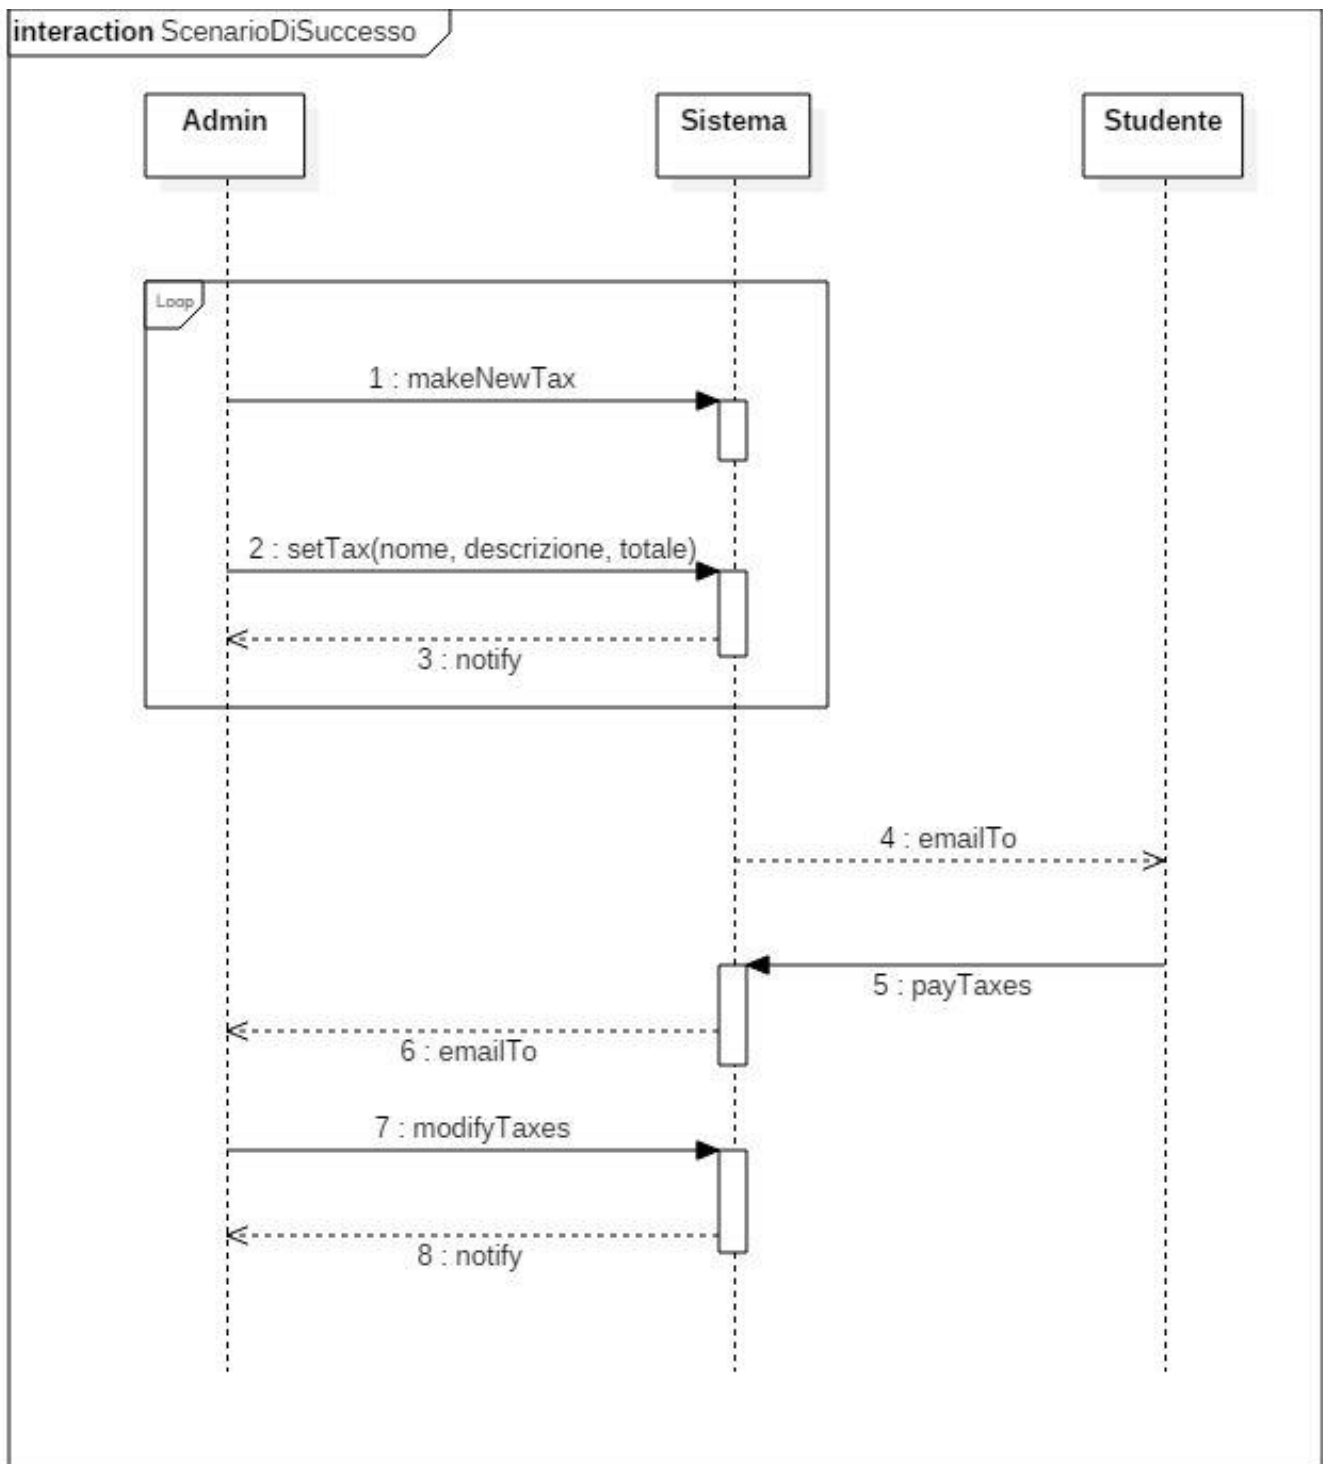 interaction ScenarioDiSuccesso
Admin
Sistema
Studente
Loop
1 : makeNewTax
2 : setTax(nome, descrizione, totale)
3 : notify
4 : emailTo
5 : payTaxes
6 : emailTo
7 : modifyTaxes
8 : notify